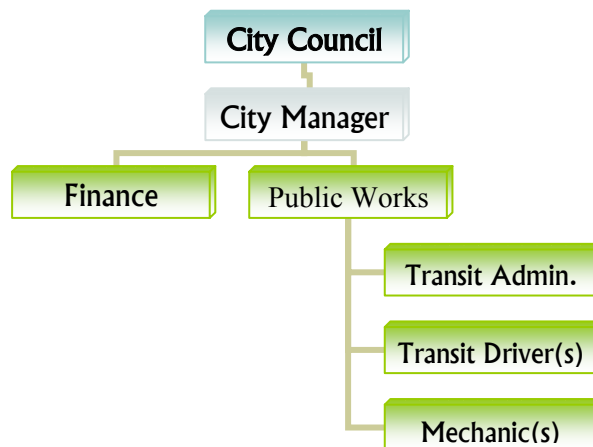 City Council
City Manager
Finance
Public Works
Transit Admin.
Transit Driver(s)
Mechanic(s)